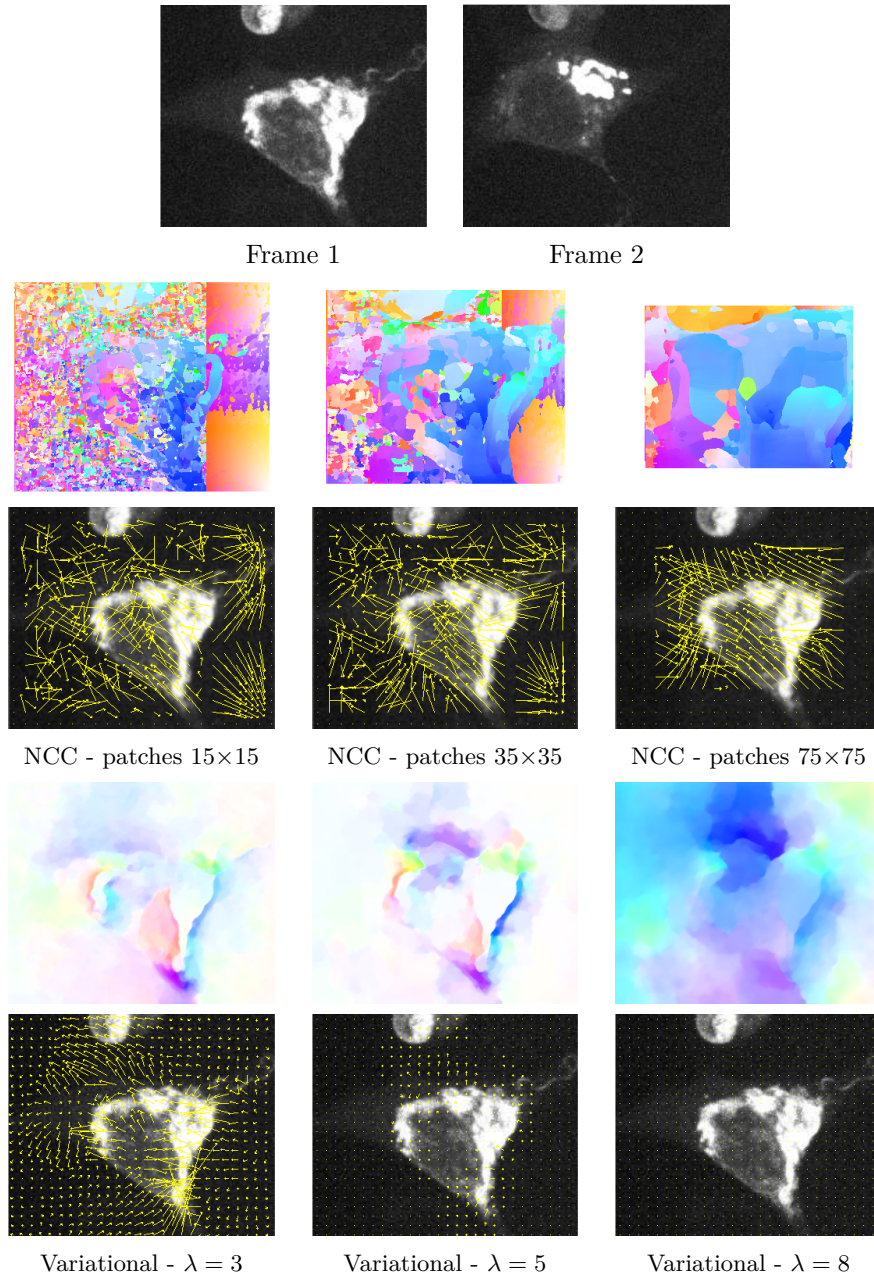 Frame 1 Frame 2
NCC - patches 15×15 NCC - patches 35×35 NCC - patches 75×75
Variational - λ = 3 Variational - λ = 5 Variational - λ = 8